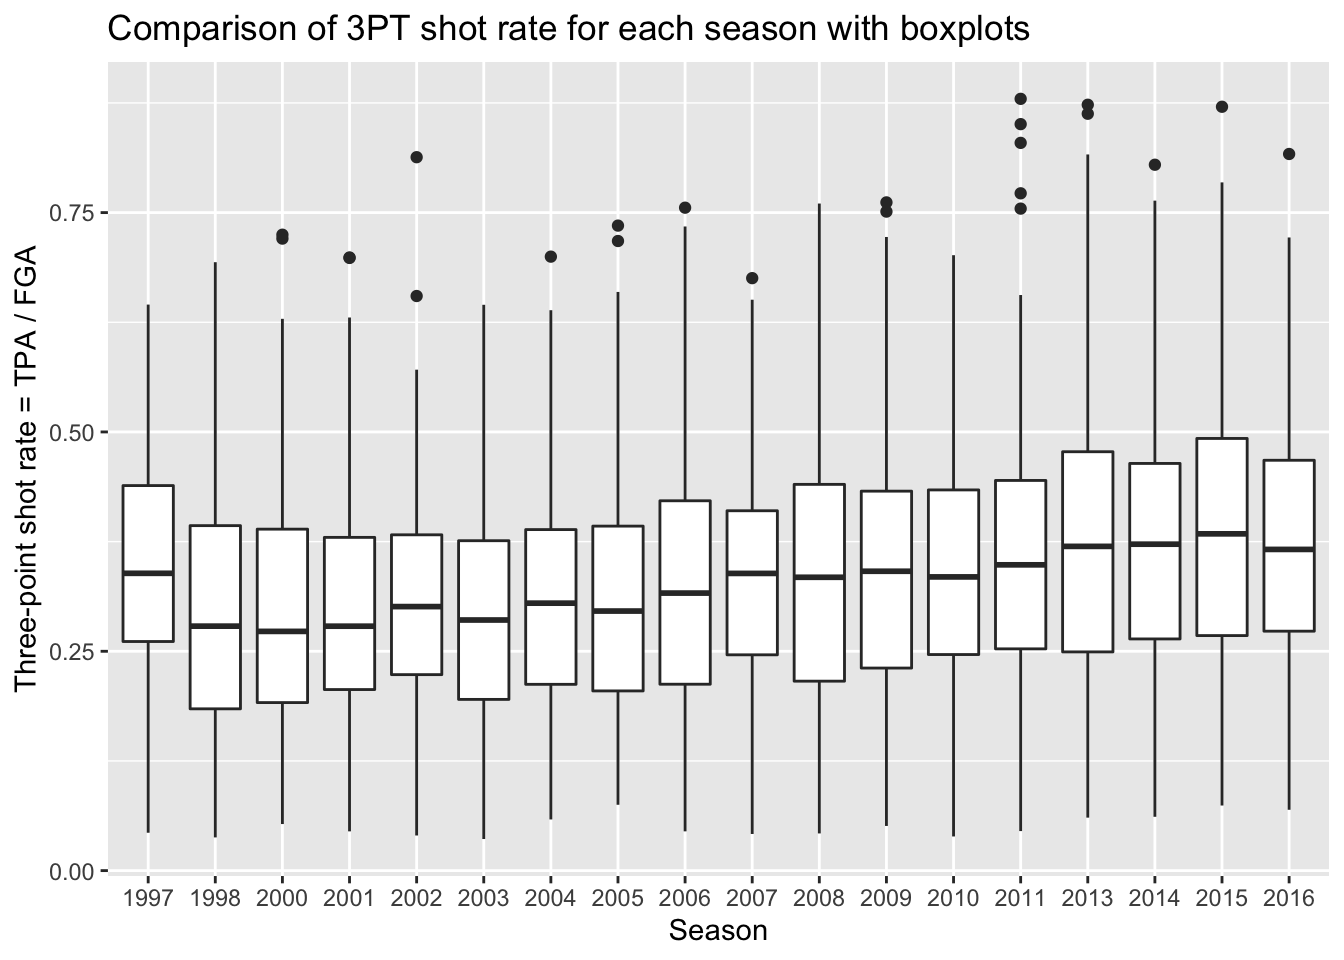 Comparison of 3PT shot rate for each season with boxplots
Three-point shot rate = TPA / FGA
0.75
0.50
0.25
0.00
1997 1998 2000 2001 2002 2003 2004 2005 2006 2007 2008 2009 2010 2011 2013 2014 2015 2016
Season